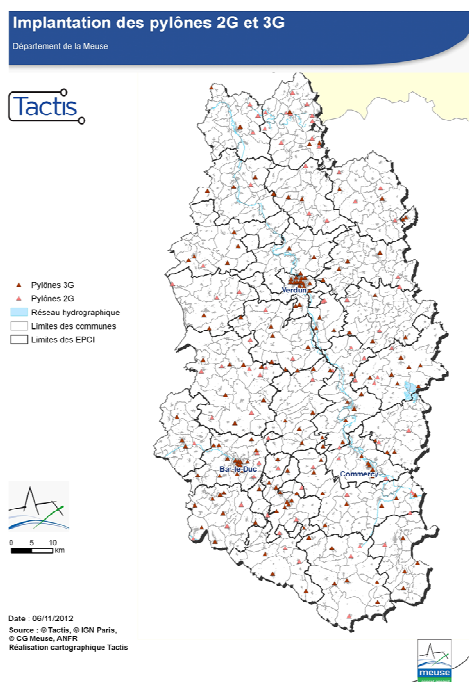 Implantation des pylônes 2G et 3G
Département de la Meuse
Tactis
Pylônes 3G
Pylônes 2G
Réseau hydrographique
Limites des communes
Limites des EPCI
Verdun
Bar-le-Duc
Commercy
0 5 10
km
Date : 06/11/2012
Source : © Tactis, © IGN Paris,
© CG Meuse, ANFR
Réalisation cartographique Tactis
meuse